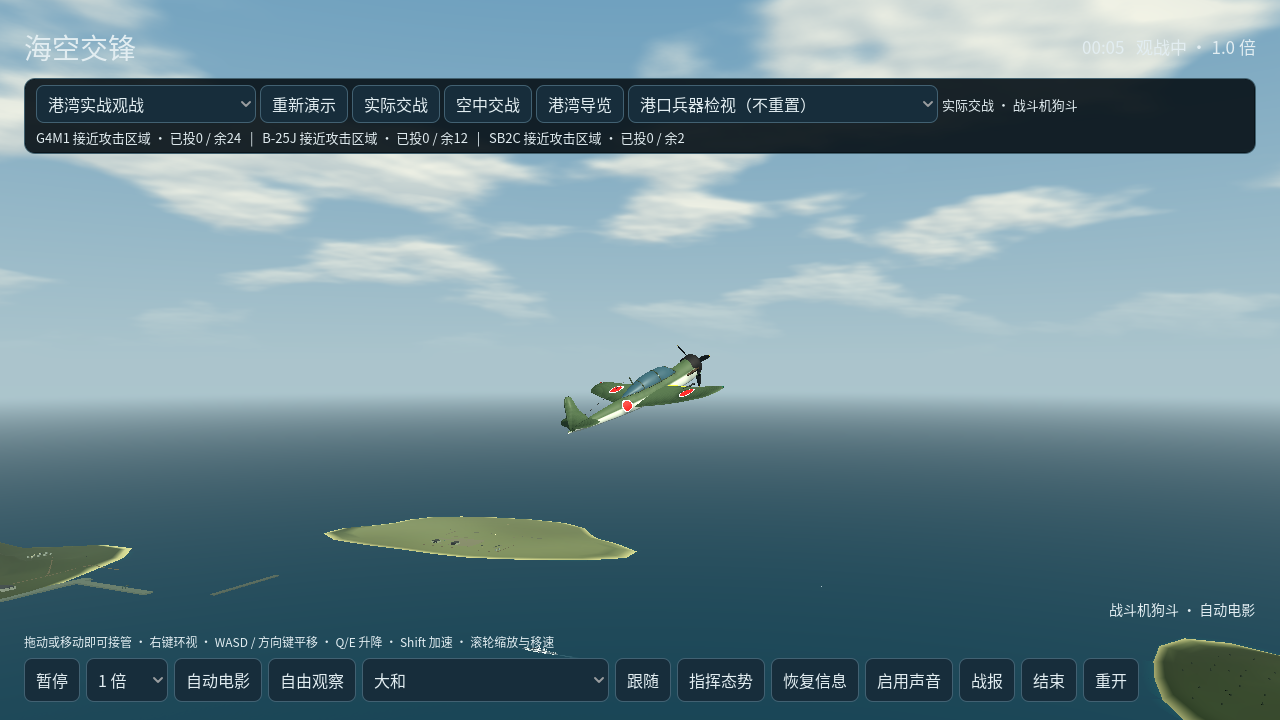 海空交锋
00:05 观战中 · 1.0 倍
港湾实战观战 重新演示 实际交战 空中交战 港湾导览 港口兵器检视（不重置） 实际交战 · 战斗机狗斗
G4M1 接近攻击区域 · 已投0 / 余24 | B-25J 接近攻击区域 · 已投0 / 余12 | SB2C 接近攻击区域 · 已投0 / 余2
战斗机狗斗 · 自动电影
拖动或移动即可接管 · 右键环视 · WASD / 方向键平移 · Q/E 升降 · Shift 加速 · 滚轮缩放与移速
暂停 1 倍 自动电影 自由观察 大和 跟随 指挥态势 恢复信息 启用声音 战报 结束 重开